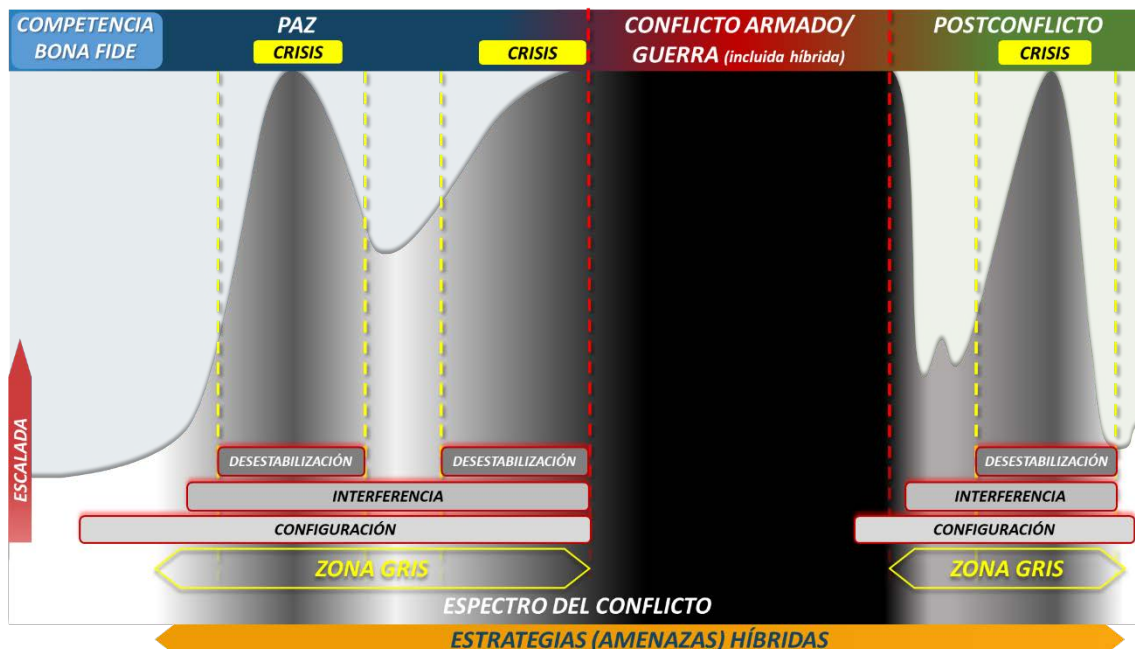 COMPETENCIA
BONA FIDE
PAZ
CRISIS
CRISIS
CONFLICTO ARMADO/
GUERRA (incluida híbrida)
POSTCONFLICTO
CRISIS
ESCALADA
DESESTABILIZACIÓN
DESESTABILIZACIÓN
DESESTABILIZACIÓN
INTERFERENCIA
INTERFERENCIA
CONFIGURACIÓN
CONFIGURACIÓN
ZONA GRIS
ZONA GRIS
ESPECTRO DEL CONFLICTO
ESTRATEGIAS (AMENAZAS) HÍBRIDAS